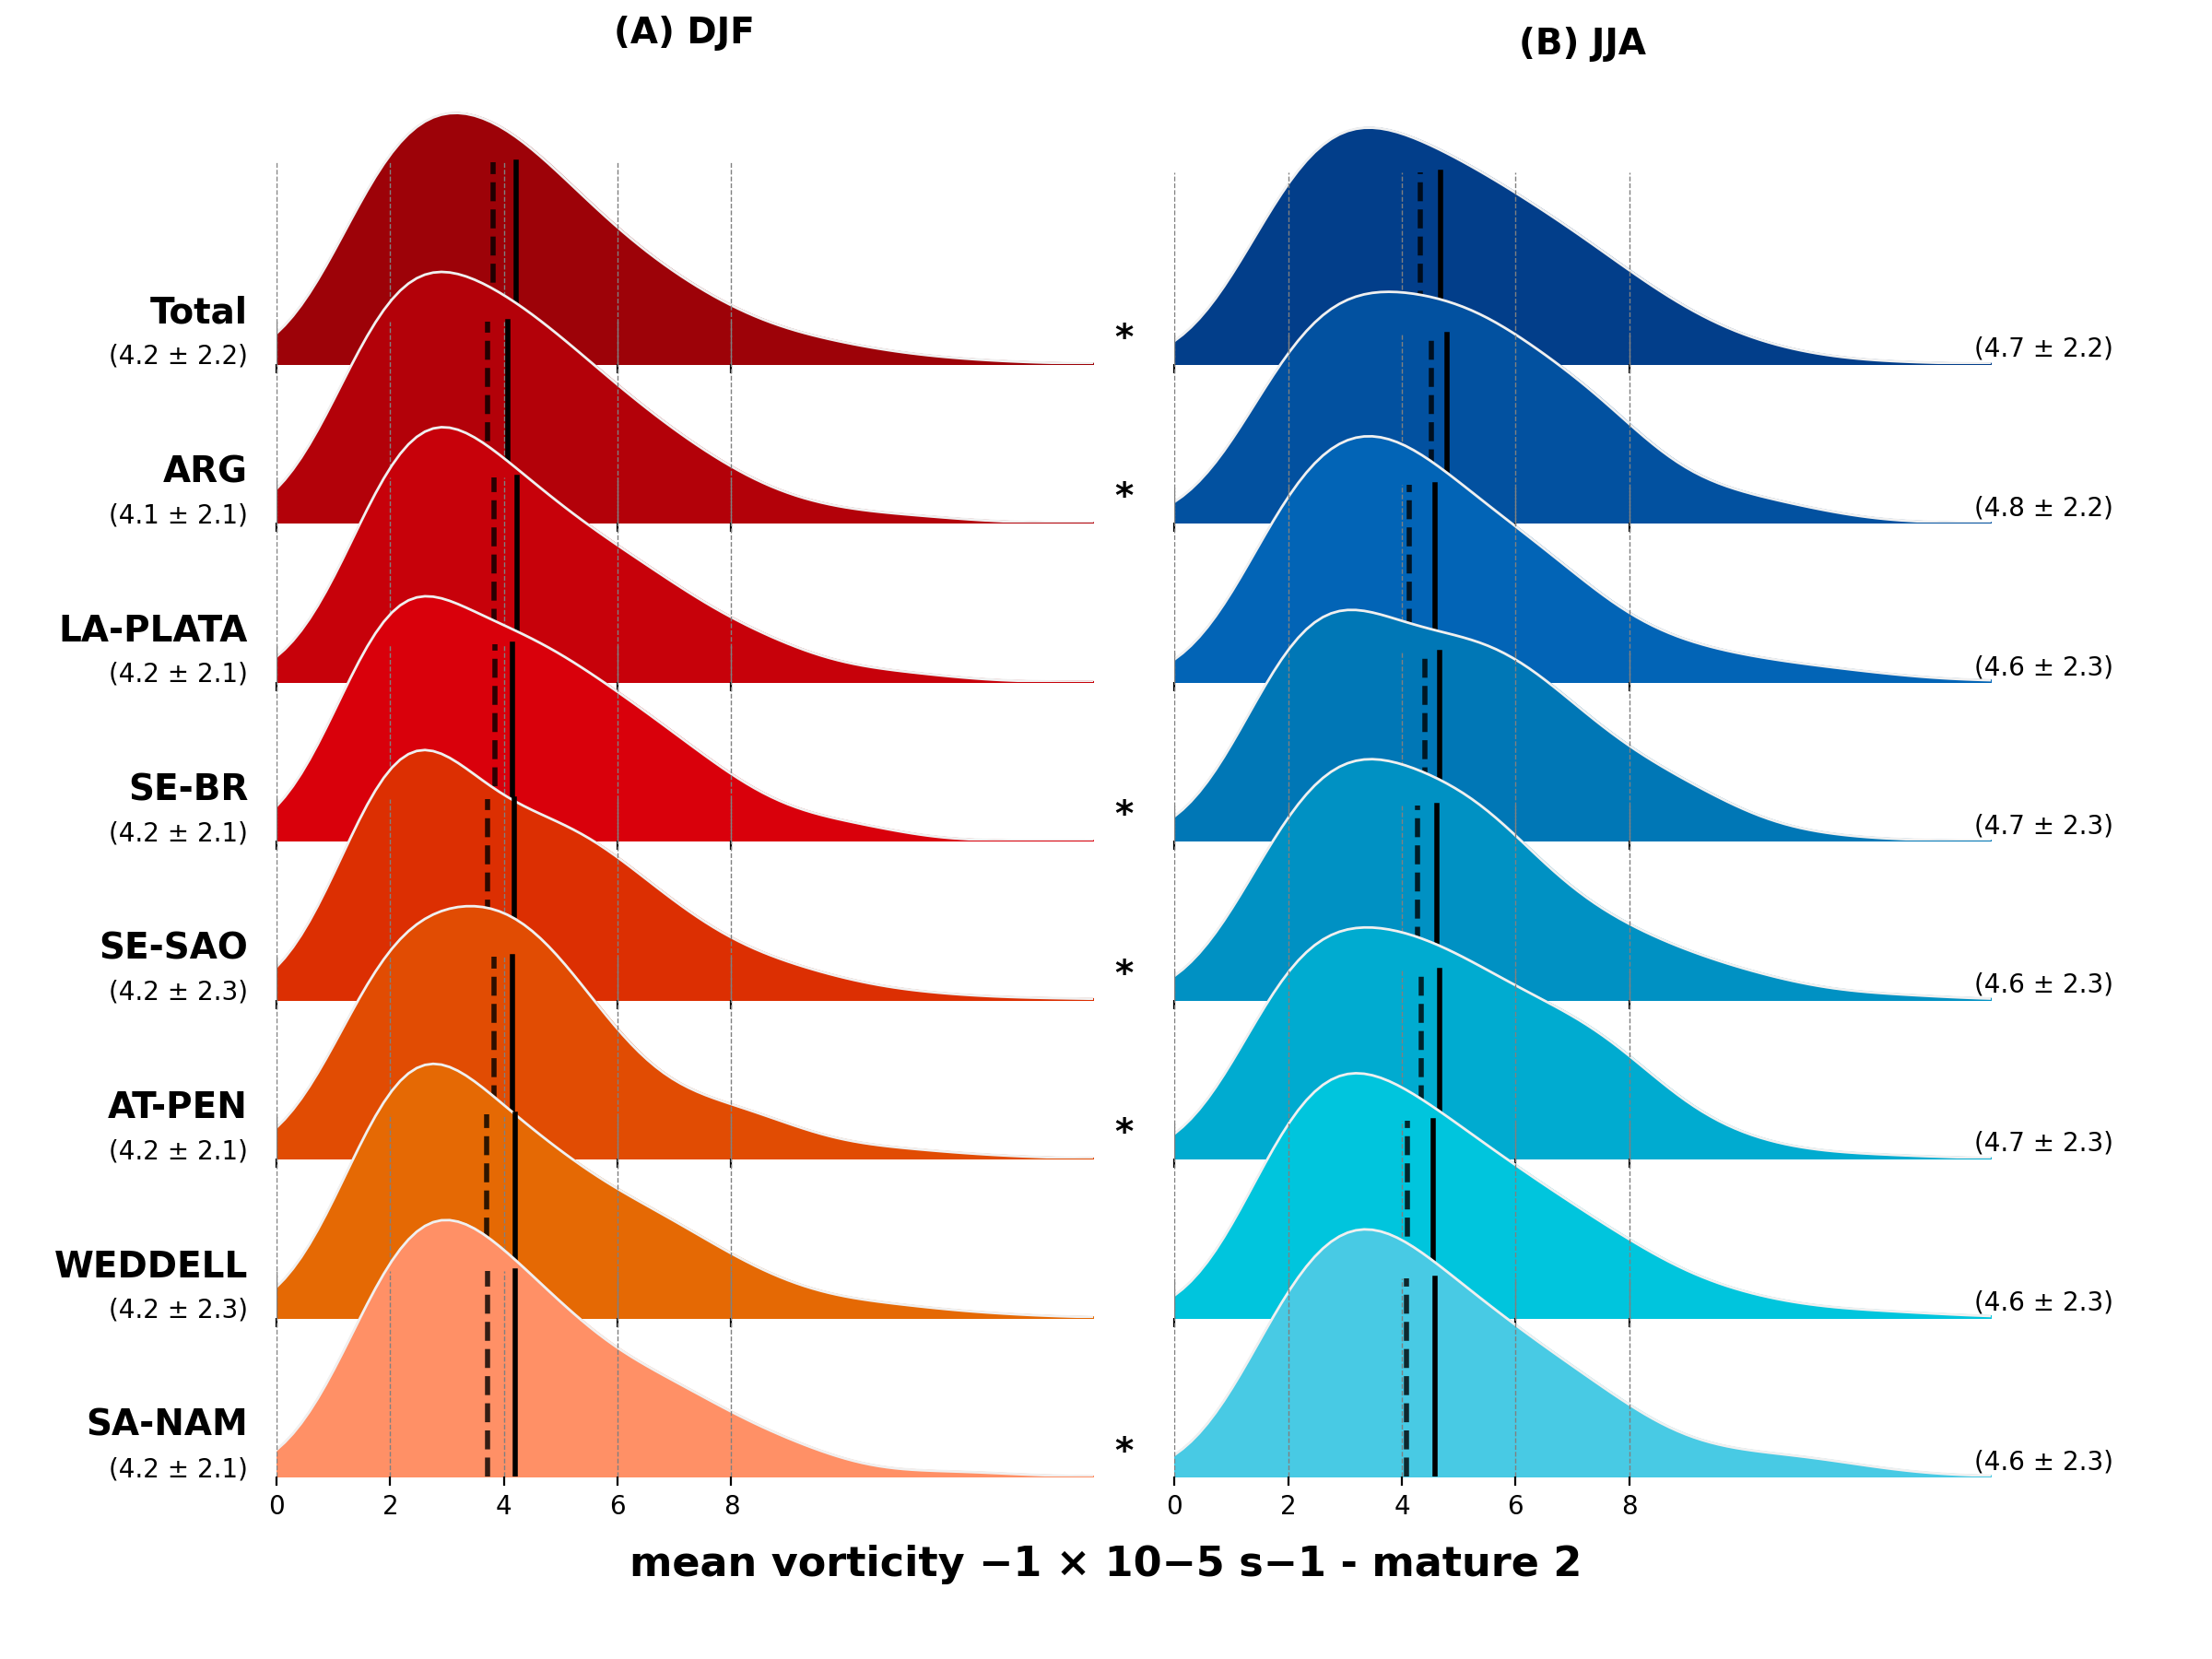 (A) DJF
(B) JJA
Total
(4.2 ± 2.2)
*
(4.7 ± 2.2)
ARG
(4.1 ± 2.1)
*
(4.8 ± 2.2)
LA-PLATA
(4.2 ± 2.1)
(4.6 ± 2.3)
SE-BR
(4.2 ± 2.1)
*
(4.7 ± 2.3)
SE-SAO
(4.2 ± 2.3)
*
(4.6 ± 2.3)
AT-PEN
(4.2 ± 2.1)
*
(4.7 ± 2.3)
WEDDELL
(4.2 ± 2.3)
(4.6 ± 2.3)
SA-NAM
(4.2 ± 2.1)
*
(4.6 ± 2.3)
0 2 4 6 8
0 2 4 6 8
mean vorticity −1 × 10−5 s−1 - mature 2